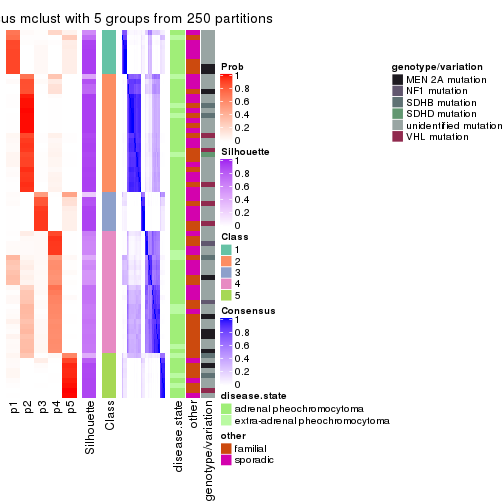 us mclust with 5 groups from 250 partitions
Prob
1
0.8
0.6
0.4
0.2
0
Silhouette
1
0.8
0.6
0.4
0.2
0
Class
1
2
3
4
5
Consensus
1
0.8
0.6
0.4
0.2
0
disease.state
adrenal pheochromocytoma
extra-adrenal pheochromocytoma
other
familial
sporadic
genotype/variation
MEN 2A mutation
NF1 mutation
SDHB mutation
SDHD mutation
unidentified mutation
VHL mutation
p1
p2
p3
p4
p5
Silhouette
Class
disease.state
other
genotype/variation